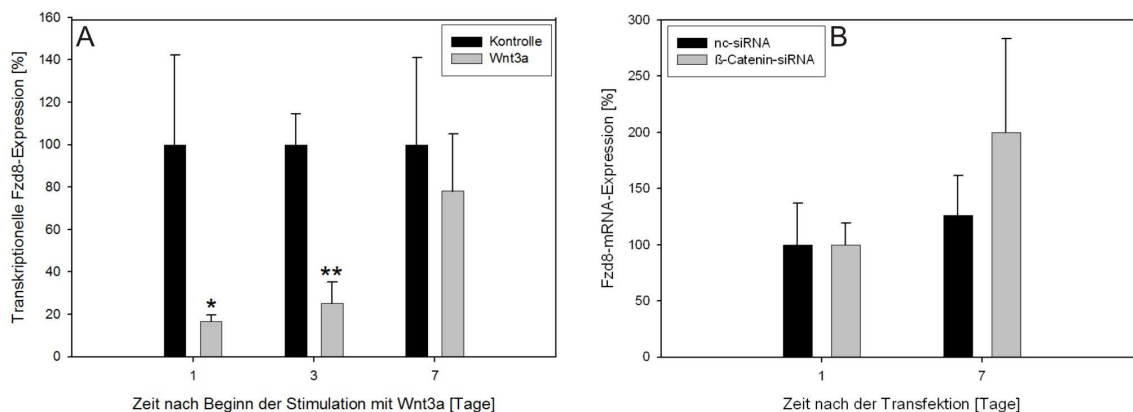 A
Transkriptionelle Fzd8-Expression [%]
160
140
120
100
80
60
40
20
0
Kontrolle
Wnt3a
*
**
1 3 7
Zeit nach Beginn der Stimulation mit Wnt3a [Tage]
B
Fzd8-mRNA-Expression [%]
300
250
200
150
100
50
0
nc-siRNA
ß-Catenin-siRNA
1 7
Zeit nach der Transfektion [Tage]